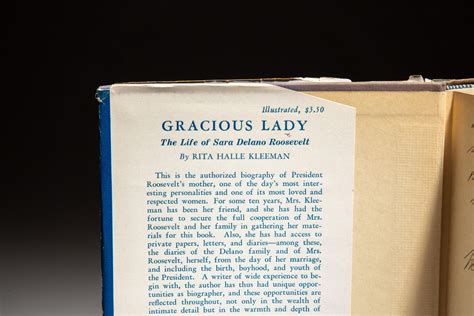 Illustrated, $3.50
GRACIOUS LADY
The Life of Sara Delano Roosevelt
By RITA HALLE KLEEMAN
This is the authorized biography of President
Roosevelt's mother, one of the day's most inter-
esting personalities and one of its most loved and
respected women. For some ten years, Mrs. Klee-
man has been her friend, and she has had the
fortune to secure the full cooperation of Mrs.
Roosevelt and her family in gathering her mate-
rials for this book. Also, she has had access to
private papers, letters, and diaries—among these,
the diaries of the Delano family and of Mrs.
Roosevelt, herself, from the day of her marriage,
and including the birth, boyhood, and youth of
the President. A writer of wide experience to be-
gin with, the author has thus had unique oppor-
tunities as biographer, and these opportunities are
reflected throughout, not only in the wealth of
intimate detail but in the warmth and depth of